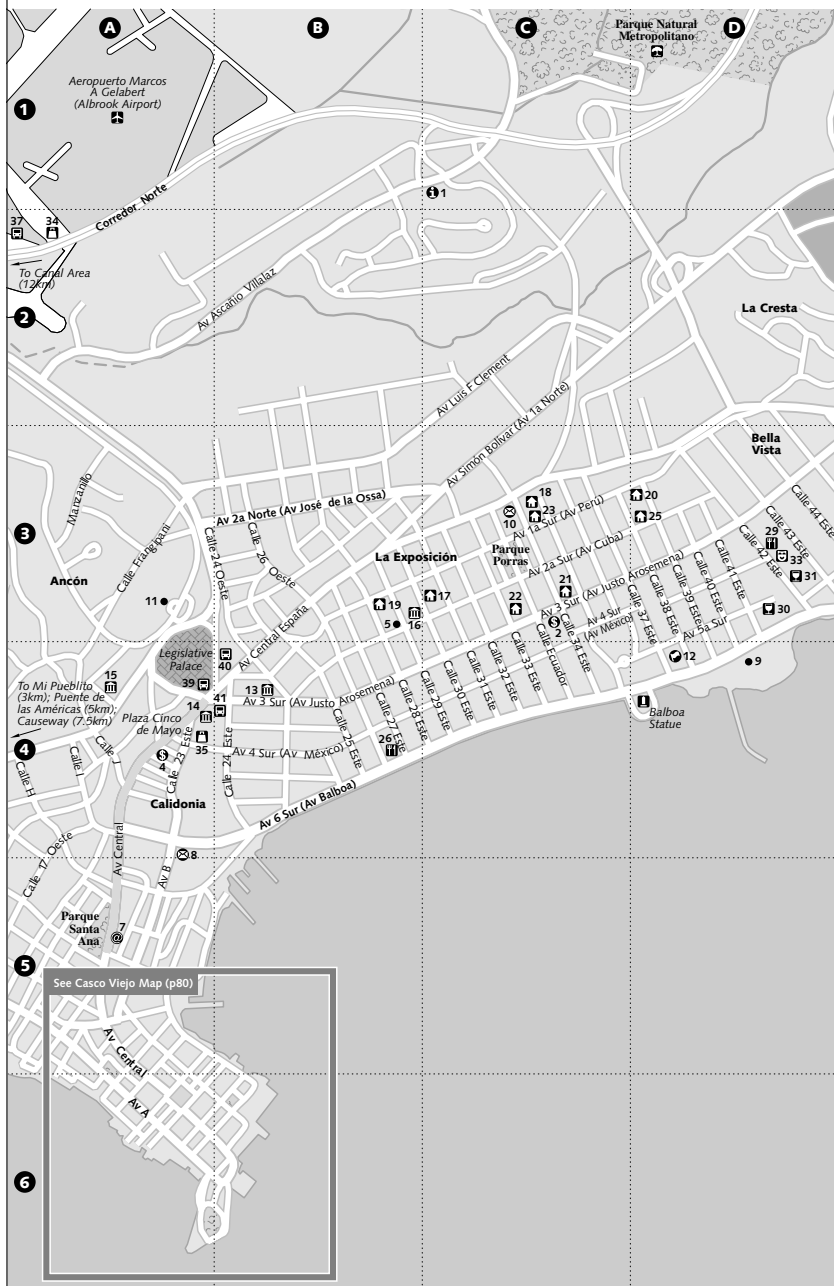 A
B
C
D
Parque Natural
Metropolitano
Aeropuerto Marcos
A Gelabert
(Albrook Airport)
1
1
Corredor Norte
37
34
To Canal Area
(12km)
2
Av Ascanio Villalaz
La Cresta
Av Luis F Clement
Av Simón Bolívar (Av 1a Norte)
Bella
Vista
Manzanillo
Calle Frangipani
Av 2a Norte (Av José de la Ossa)
18
23
10
20
25
Av 1a Sur (Av Perú)
3
Calle 24 Oeste
Calle 26 Oeste
La Exposición
Parque
Porras
Av 2a Sur (Av Cuba)
Calle 44 Este
Calle 43 Este
Calle 42 Este
29
33
31
30
Ancón
11
19
17
5
16
22
21
2
Av 3 Sur (Av Justo Arosemena)
Av 4 Sur
(Av México)
Calle 37 Este
Calle 38 Este
Calle 39 Este
Calle 40 Este
Calle 41 Este
Av 5a Sur
Av Central España
Legislative
Palace
40
39
12
9
15
To Mi Pueblito
(3km); Puente de
las Américas (5km);
Causeway (7.5km)
13
41
14
Av 3 Sur (Av Justo Arosemena)
Plaza Cinco
de Mayo
35
Calle 25 Este
Calle 27 Este
Calle 28 Este
Calle 29 Este
Calle 30 Este
Calle 31 Este
Calle 32 Este
Calle 33 Este
Calle Ecuador
Calle 34 Este
Balboa
Statue
4
Calle H
Calle I
Calle J
4
Calle 23 Este
Calle 24 Este
Av 4 Sur (Av México)
26
Calidonia
Av 6 Sur (Av Balboa)
Calle 17 Oeste
Av Central
Av B
8
Parque
Santa
Ana
7
5
See Casco Viejo Map (p80)
Av Central
Av A
6